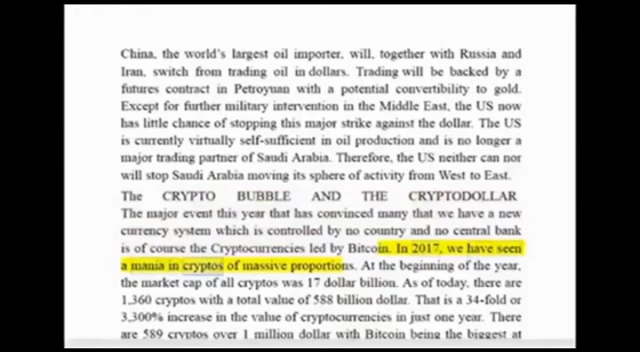 China, the world's largest oil importer, will, together with Russia and
Iran, switch from trading oil in dollars. Trading will be backed by a
futures contract in Petroyuan with a potential convertibility to gold.
Except for further military intervention in the Middle East, the US now
has little chance of stopping this major strike against the dollar. The US
is currently virtually self-sufficient in oil production and is no longer a
major trading partner of Saudi Arabia. Therefore, the US neither can nor
will stop Saudi Arabia moving its sphere of activity from West to East.
The CRYPTO BUBBLE AND THE CRYPTODOLLAR
The major event this year that has convinced many that we have a new
currency system which is controlled by no country and no central bank
is of course the Cryptocurrencies led by Bitcoin. In 2017, we have seen
a mania in cryptos of massive proportions. At the beginning of the year,
the market cap of all cryptos was 17 dollar billion. As of today, there are
1,360 cryptos with a total value of 588 billion dollar. That is a 34-fold or
3,300% increase in the value of cryptocurrencies in just one year. There
are 589 cryptos over 1 million dollar with Bitcoin being the biggest at